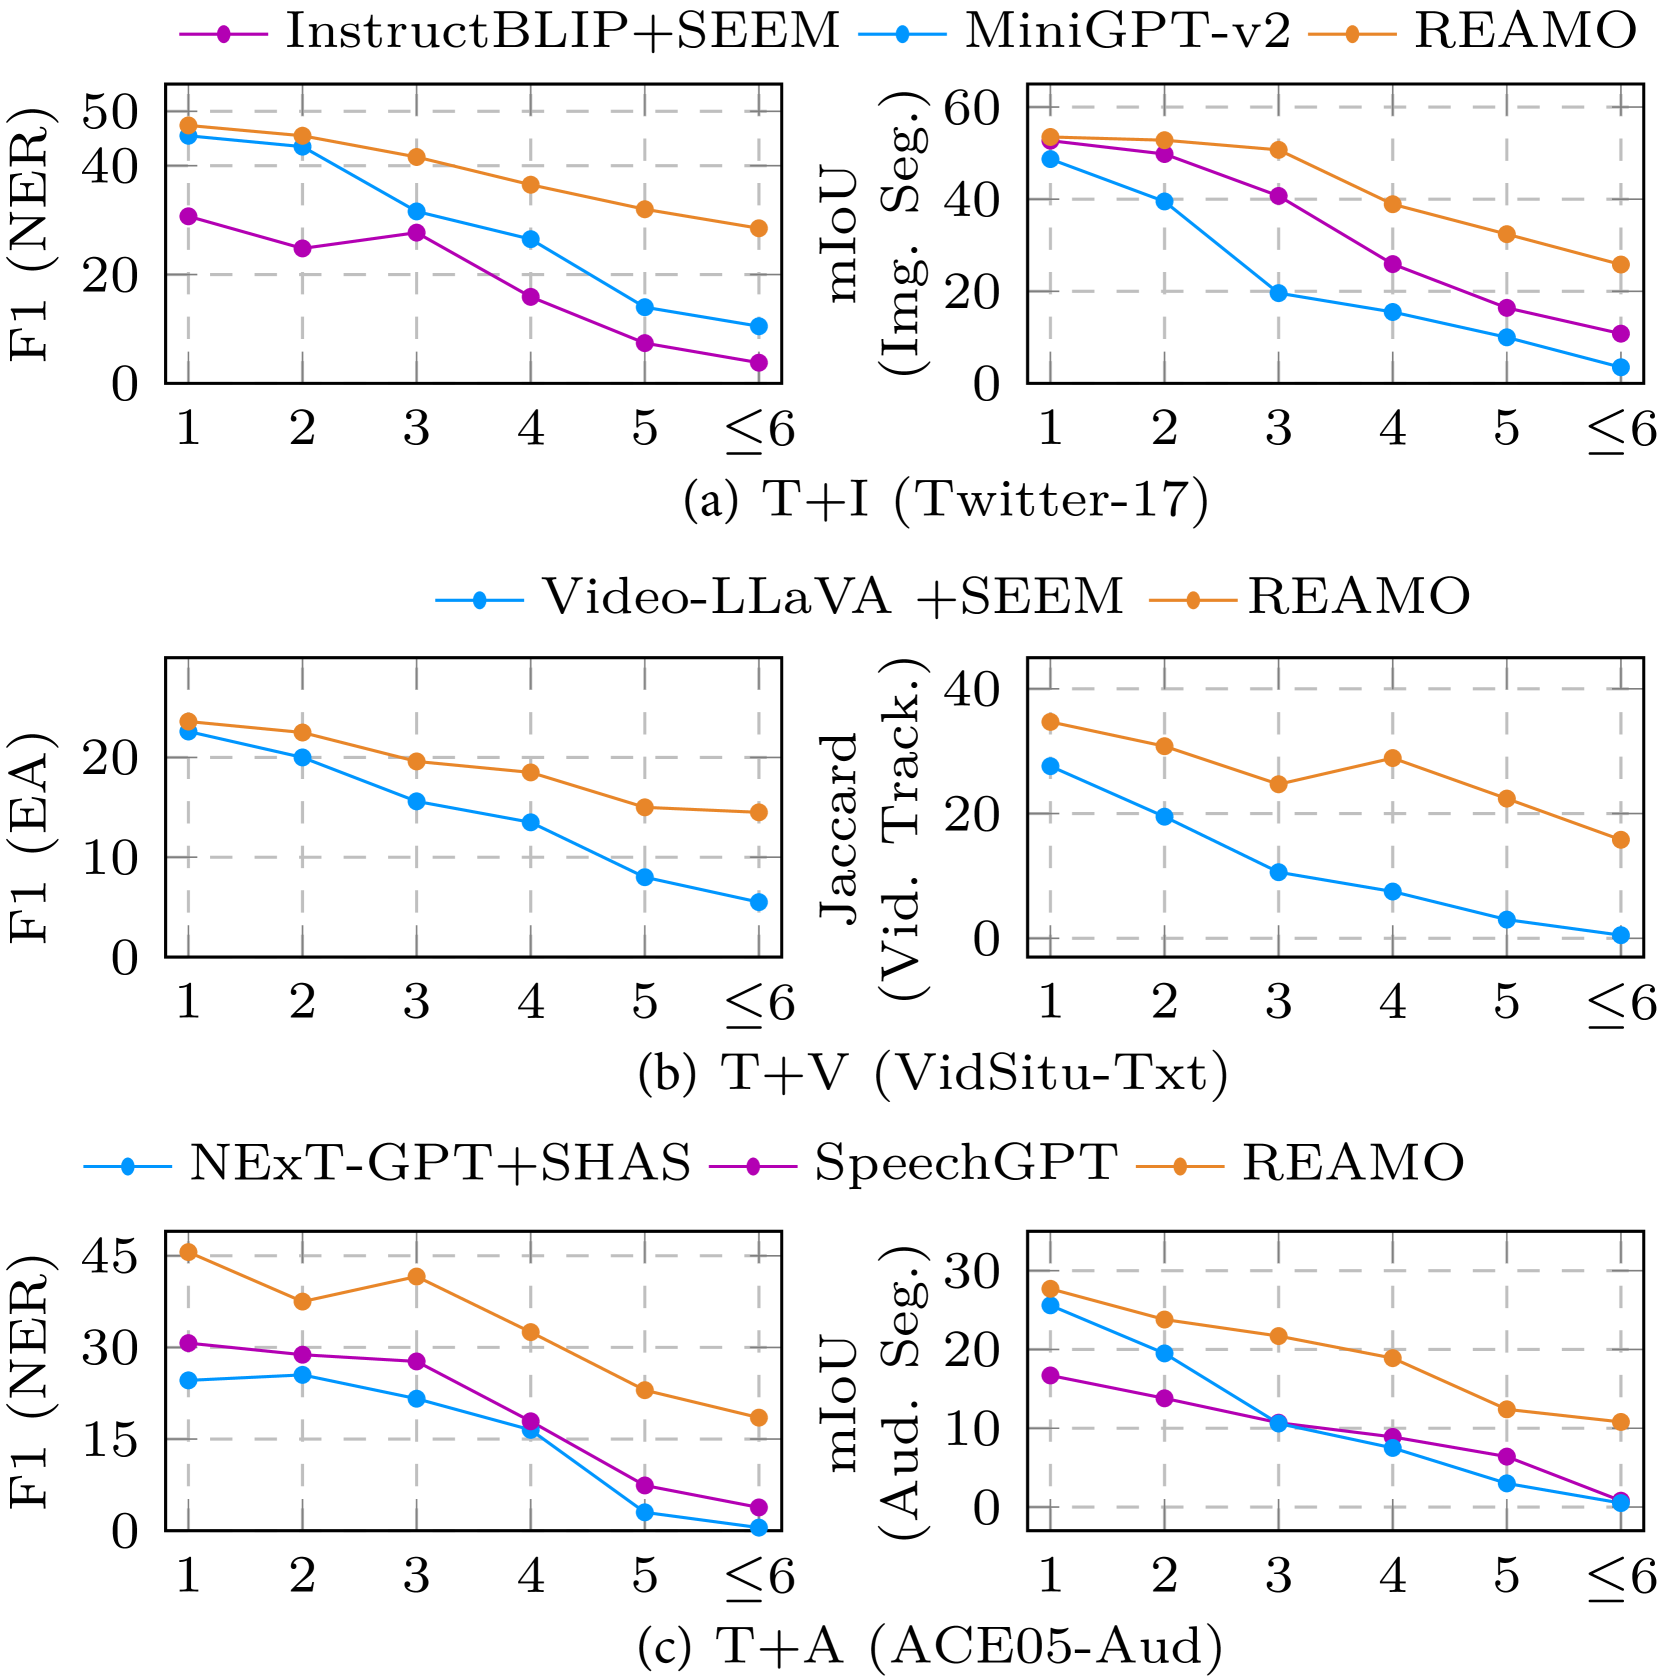 InstructBLIP+SEEM MiniGPT-v2 REAMO
F1 (NER)
50
40
20
0
1 2 3 4 5 ≤6
mIoU
(Img. Seg.)
60
40
20
0
1 2 3 4 5 ≤6
(a) T+I (Twitter-17)
Video-LLaVA +SEEM REAMO
F1 (EA)
20
10
0
1 2 3 4 5 ≤6
Jaccard
(Vid. Track.)
40
20
0
1 2 3 4 5 ≤6
(b) T+V (VidSitu-Txt)
NExT-GPT+SHAS SpeechGPT REAMO
F1 (NER)
45
30
15
0
1 2 3 4 5 ≤6
mIoU
(Aud. Seg.)
30
20
10
0
1 2 3 4 5 ≤6
(c) T+A (ACE05-Aud)